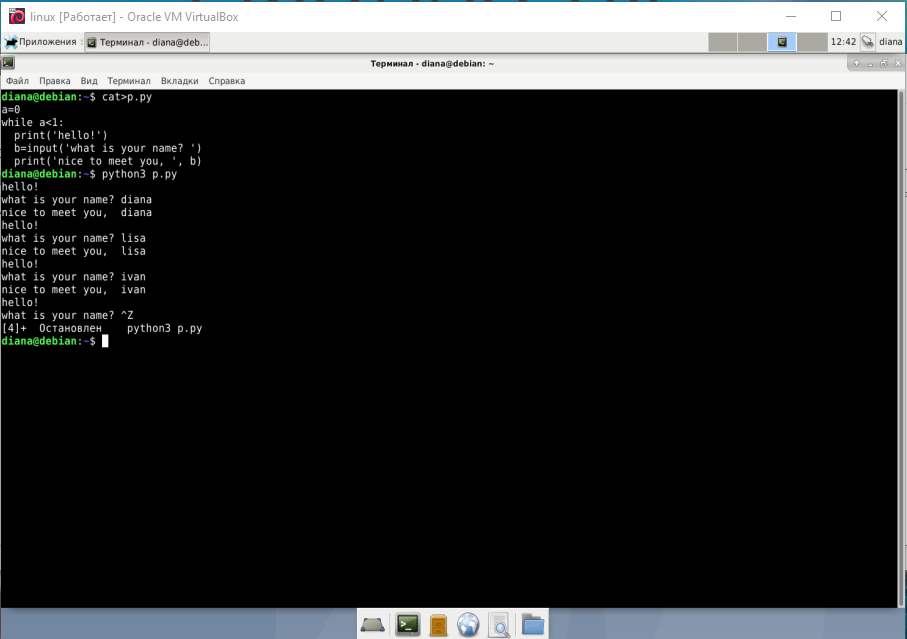 linux [Работает] - Oracle VM VirtualBox
Приложения Терминал - diana@deb... 12:42 diana
Терминал - diana@debian: ~
Файл Правка Вид Терминал Вкладки Справка
diana@debian:~$ cat>p.py
a=0
while a<1:
  print('hello!')
  b=input('what is your name? ')
  print('nice to meet you, ', b)
diana@debian:~$ python3 p.py
hello!
what is your name? diana
nice to meet you,  diana
hello!
what is your name? lisa
nice to meet you,  lisa
hello!
what is your name? ivan
nice to meet you,  ivan
hello!
what is your name? ^Z
[4]+  Остановлен    python3 p.py
diana@debian:~$